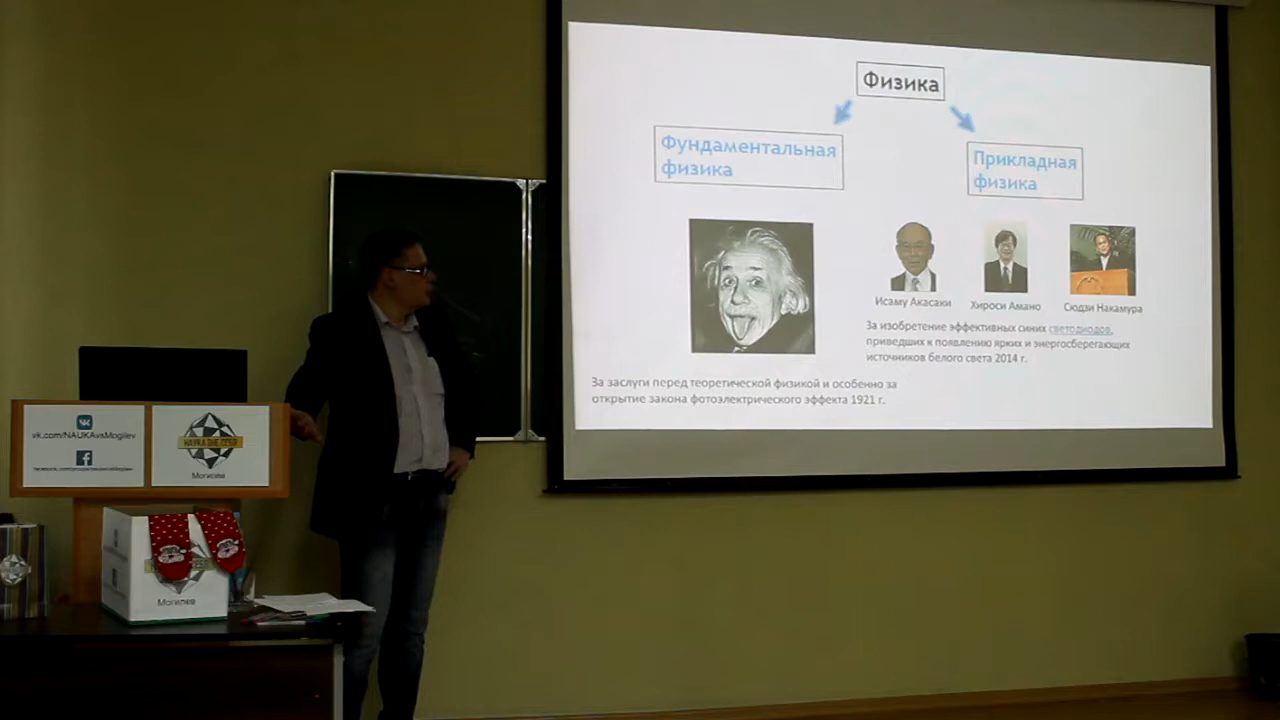 Физика
Фундаментальная
физика
Прикладная
физика
Исаму Акасаки
Хироси Амано
Сюдзи Накамура
За изобретение эффективных синих светодиодов,
приведших к появлению ярких и энергосберегающих
источников белого света 2014 г.
За заслуги перед теоретической физикой и особенно за
открытие закона фотоэлектрического эффекта 1921 г.
vk.com/NAUKAvsMogilev
Могилев
Могилев